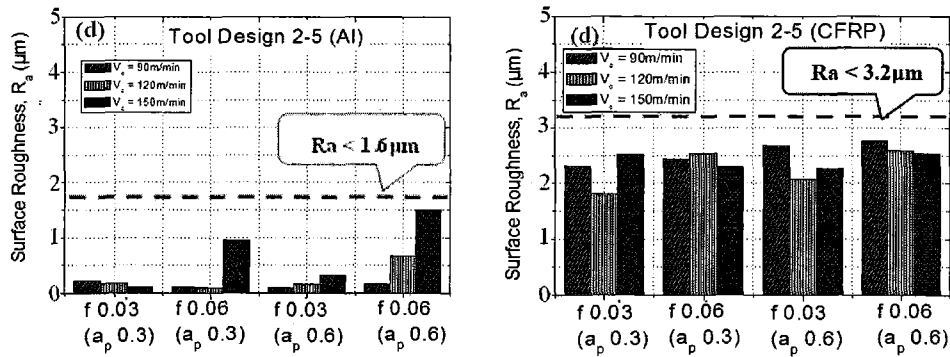 (d)
Tool Design 2-5 (Al)
Surface Roughness, Ra (μm)
5
4
3
2
1
0
Vc = 90m/min
Vc = 120m/min
Vc = 150m/min
Ra < 1.6μm
f 0.03 f 0.06 f 0.03 f 0.06
(ap 0.3) (ap 0.3) (ap 0.6) (ap 0.6)
(d)
Tool Design 2-5 (CFRP)
Surface Roughness, Ra (μm)
5
4
3
2
1
0
Vc = 90m/min
Vc = 120m/min
Vc = 150m/min
Ra < 3.2μm
f 0.03 f 0.06 f 0.03 f 0.06
(ap 0.3) (ap 0.3) (ap 0.6) (ap 0.6)